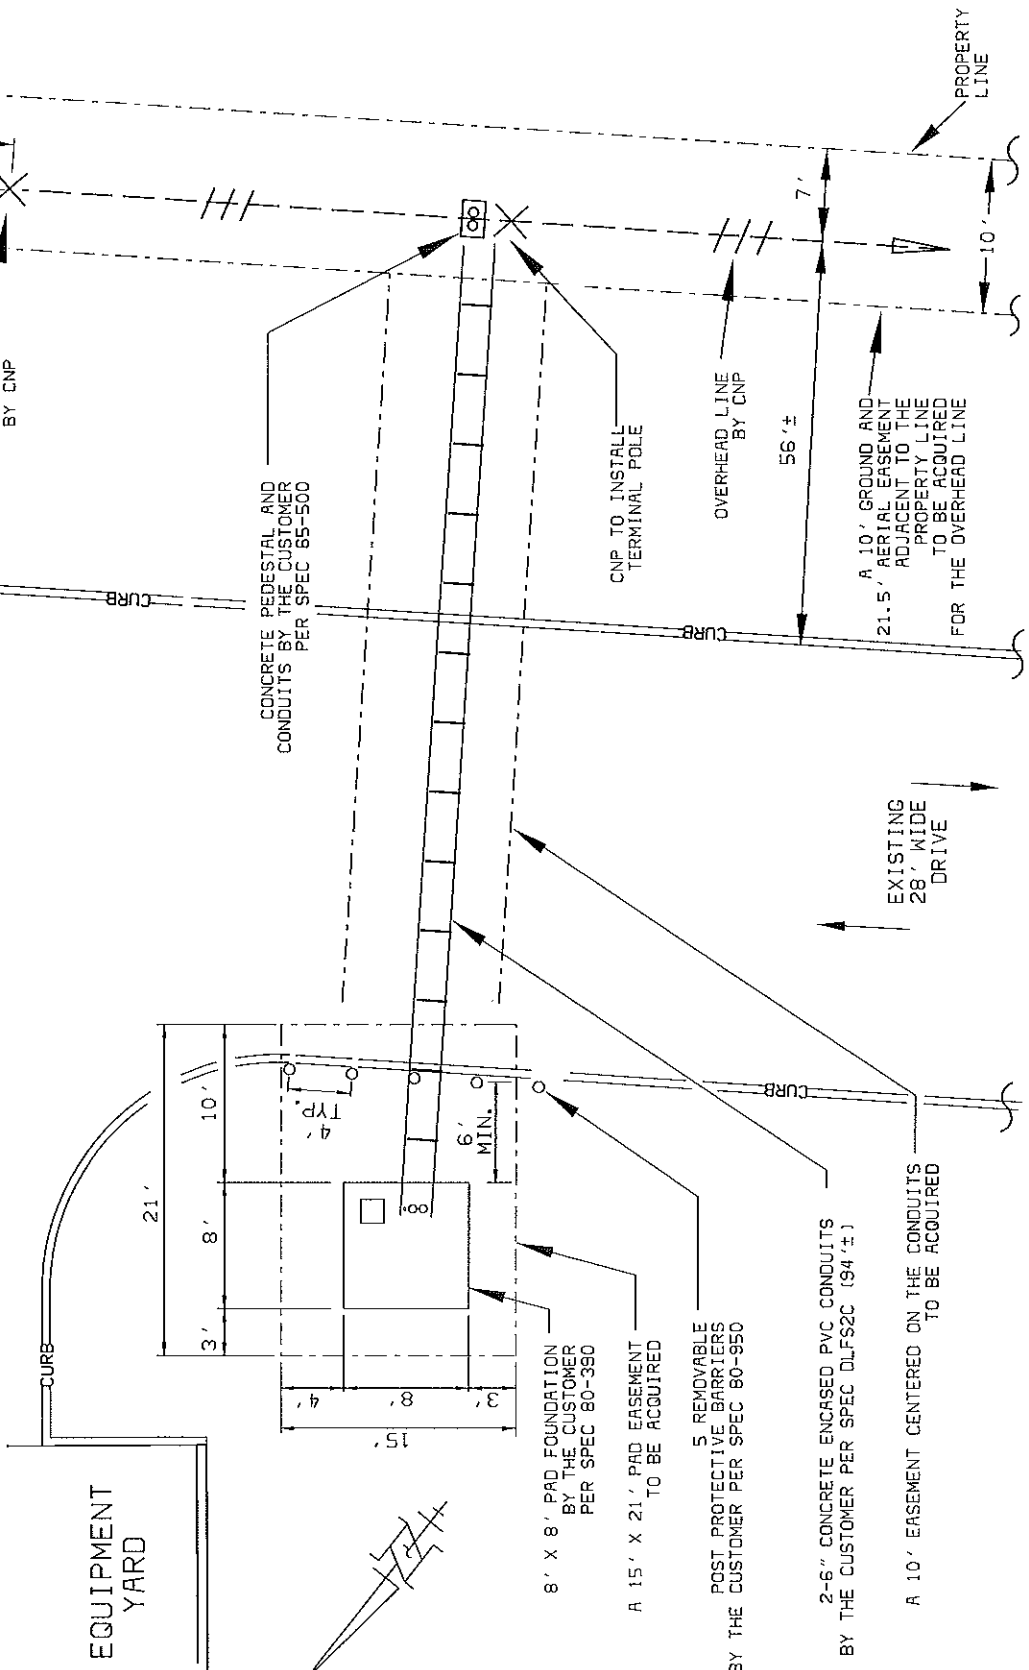 BY CNP
PROPERTY
LINE
7'
10'
CURB
CONCRETE PEDESTAL AND
CONDUITS BY THE CUSTOMER
PER SPEC 85-500
CNP TO INSTALL
TERMINAL POLE
OVERHEAD LINE
BY CNP
56'±
A 10' GROUND AND
21.5' AERIAL EASEMENT
ADJACENT TO THE
PROPERTY LINE
TO BE ACQUIRED
FOR THE OVERHEAD LINE
CURB
EXISTING
28' WIDE
DRIVE
21'
10'
8'
3'
4'
TYP.
6'
MIN.
CURB
CURB
4'
8'
3'
15'
EQUIPMENT
YARD
8' X 8' PAD FOUNDATION
BY THE CUSTOMER
PER SPEC 80-390
A 15' X 21' PAD EASEMENT
TO BE ACQUIRED
5 REMOVABLE
POST PROTECTIVE BARRIERS
BY THE CUSTOMER PER SPEC 80-950
2-6" CONCRETE ENCASED PVC CONDUITS
BY THE CUSTOMER PER SPEC DLFS2C (94'±)
A 10' EASEMENT CENTERED ON THE CONDUITS
TO BE ACQUIRED